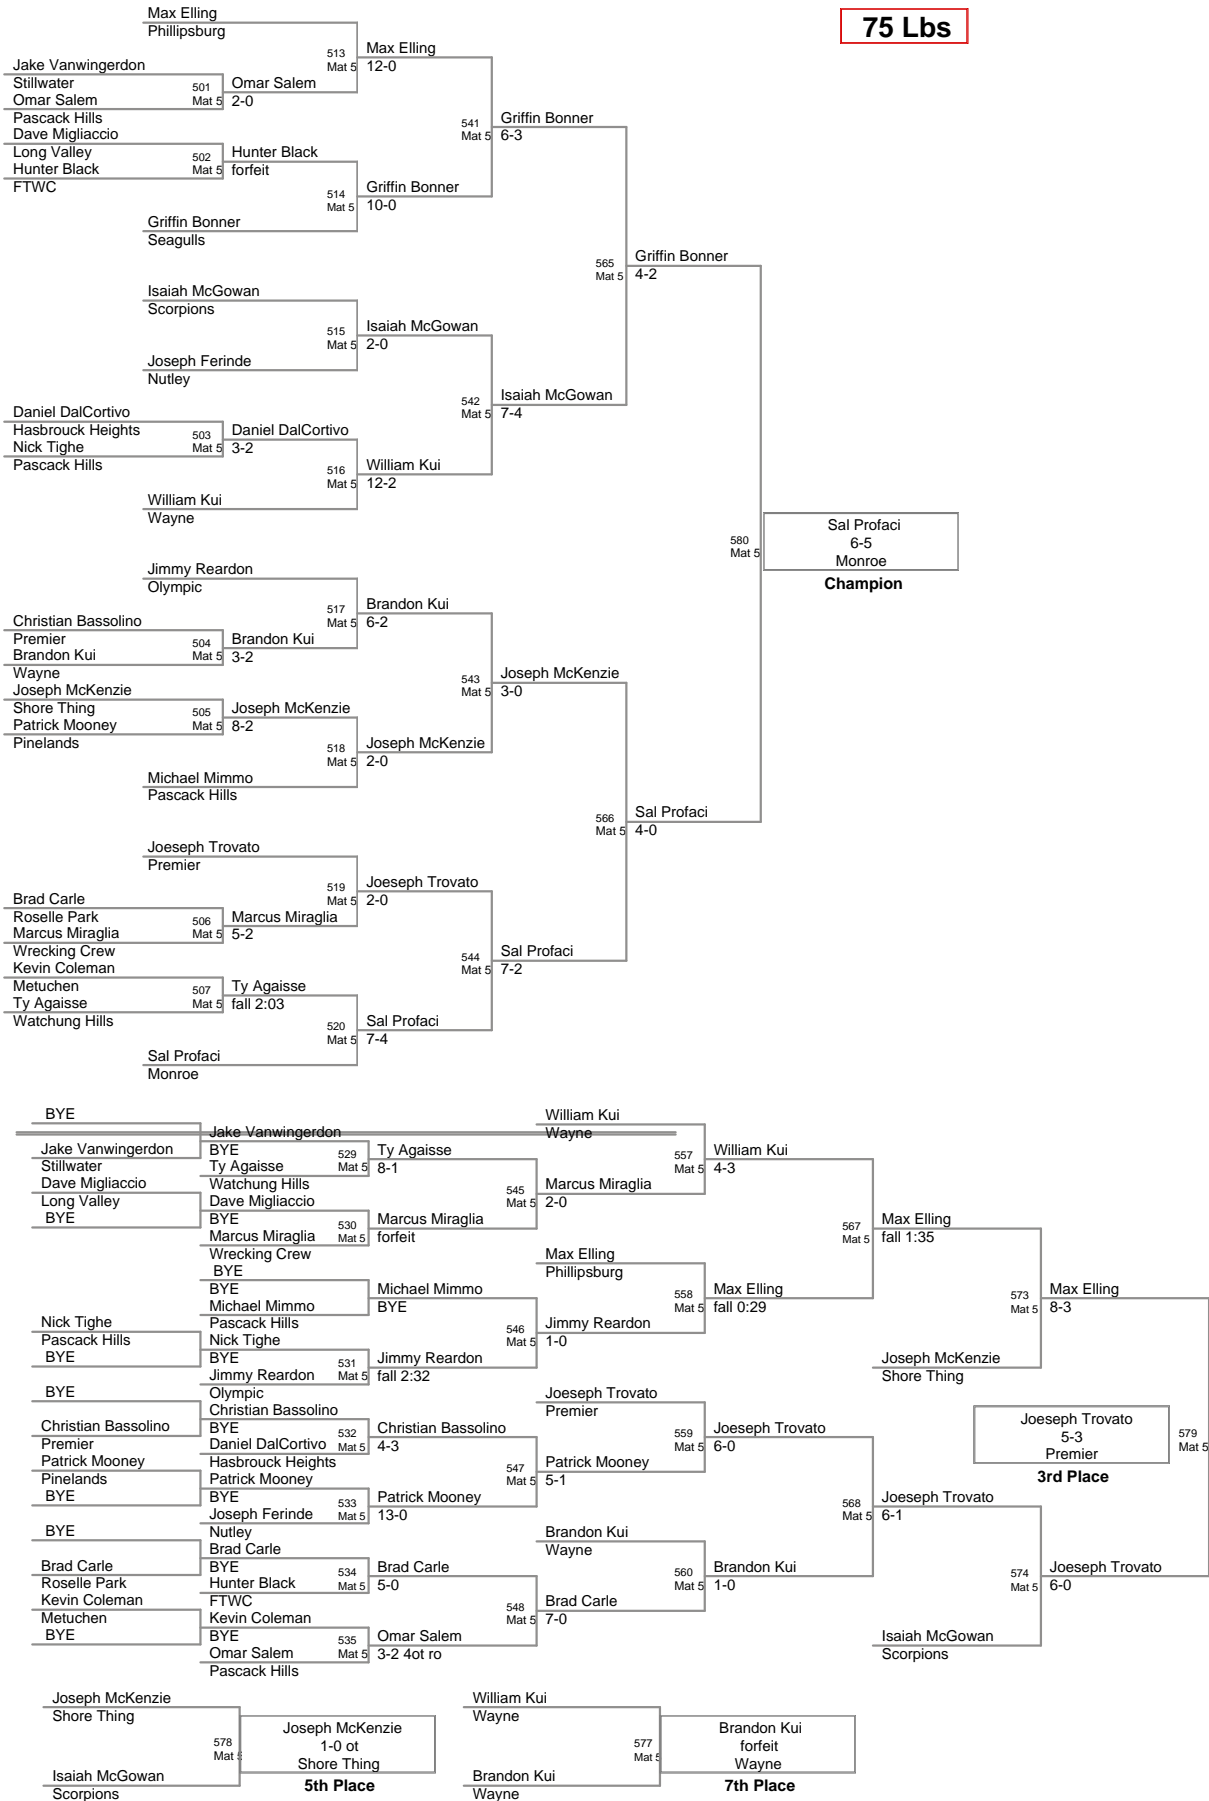 75 Lbs
Max Elling
Phillipsburg
513
Mat 5
Max Elling
12-0
Jake Vanwingerdon
Stillwater
501
Mat 5
Omar Salem
2-0
Omar Salem
Pascack Hills
541
Mat 5
Griffin Bonner
6-3
Dave Migliaccio
Long Valley
502
Mat 5
Hunter Black
forfeit
Hunter Black
FTWC
514
Mat 5
Griffin Bonner
10-0
Griffin Bonner
Seagulls
565
Mat 5
Griffin Bonner
4-2
Isaiah McGowan
Scorpions
515
Mat 5
Isaiah McGowan
2-0
Joseph Ferinde
Nutley
542
Mat 5
Isaiah McGowan
7-4
Daniel DalCortivo
Hasbrouck Heights
503
Mat 5
Daniel DalCortivo
3-2
Nick Tighe
Pascack Hills
516
Mat 5
William Kui
12-2
William Kui
Wayne
580
Mat 5
Sal Profaci
6-5
Monroe
Champion
Jimmy Reardon
Olympic
517
Mat 5
Brandon Kui
6-2
Christian Bassolino
Premier
504
Mat 5
Brandon Kui
3-2
Brandon Kui
Wayne
543
Mat 5
Joseph McKenzie
3-0
Joseph McKenzie
Shore Thing
505
Mat 5
Joseph McKenzie
8-2
Patrick Mooney
Pinelands
518
Mat 5
Joseph McKenzie
2-0
Michael Mimmo
Pascack Hills
566
Mat 5
Sal Profaci
4-0
Joeseph Trovato
Premier
519
Mat 5
Joeseph Trovato
2-0
Brad Carle
Roselle Park
506
Mat 5
Marcus Miraglia
5-2
Marcus Miraglia
Wrecking Crew
544
Mat 5
Sal Profaci
7-2
Kevin Coleman
Metuchen
507
Mat 5
Ty Agaisse
fall 2:03
Ty Agaisse
Watchung Hills
520
Mat 5
Sal Profaci
7-4
Sal Profaci
Monroe
BYE
Jake Vanwingerdon
Stillwater
Dave Migliaccio
Long Valley
BYE
Nick Tighe
Pascack Hills
BYE
BYE
Christian Bassolino
Premier
Patrick Mooney
Pinelands
BYE
BYE
Brad Carle
Roselle Park
Kevin Coleman
Metuchen
BYE
Jake Vanwingerdon
BYE
Ty Agaisse
Watchung Hills
529
Mat 5
Dave Migliaccio
BYE
Marcus Miraglia
Wrecking Crew
530
Mat 5
BYE
BYE
Michael Mimmo
Pascack Hills
Nick Tighe
BYE
Jimmy Reardon
Olympic
531
Mat 5
Christian Bassolino
BYE
Daniel DalCortivo
Hasbrouck Heights
532
Mat 5
Patrick Mooney
BYE
Joseph Ferinde
Nutley
533
Mat 5
Brad Carle
BYE
Hunter Black
FTWC
534
Mat 5
Kevin Coleman
BYE
Omar Salem
Pascack Hills
535
Mat 5
Ty Agaisse
8-1
Marcus Miraglia
forfeit
545
Mat 5
Michael Mimmo
BYE
Jimmy Reardon
fall 2:32
546
Mat 5
Christian Bassolino
4-3
Patrick Mooney
13-0
547
Mat 5
Brad Carle
5-0
Omar Salem
3-2 4ot ro
548
Mat 5
William Kui
Wayne
Marcus Miraglia
2-0
557
Mat 5
Max Elling
Phillipsburg
Jimmy Reardon
1-0
558
Mat 5
Joeseph Trovato
Premier
Patrick Mooney
5-1
559
Mat 5
Brandon Kui
Wayne
Brad Carle
7-0
560
Mat 5
William Kui
4-3
Max Elling
fall 0:29
567
Mat 5
Joeseph Trovato
6-0
Brandon Kui
1-0
568
Mat 5
Max Elling
fall 1:35
Joseph McKenzie
Shore Thing
573
Mat 5
Joeseph Trovato
6-1
Isaiah McGowan
Scorpions
574
Mat 5
Max Elling
8-3
Joeseph Trovato
6-0
579
Mat 5
Joeseph Trovato
5-3
Premier
3rd Place
Joseph McKenzie
Shore Thing
578
Mat 5
Isaiah McGowan
Scorpions
Joseph McKenzie
1-0 ot
Shore Thing
5th Place
William Kui
Wayne
577
Mat 5
Brandon Kui
Wayne
Brandon Kui
forfeit
Wayne
7th Place